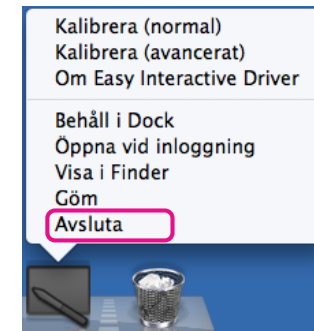 Kalibrera (normal)
Kalibrera (avancerat)
Om Easy Interactive Driver
Behåll i Dock
Öppna vid inloggning
Visa i Finder
Göm
Avsluta